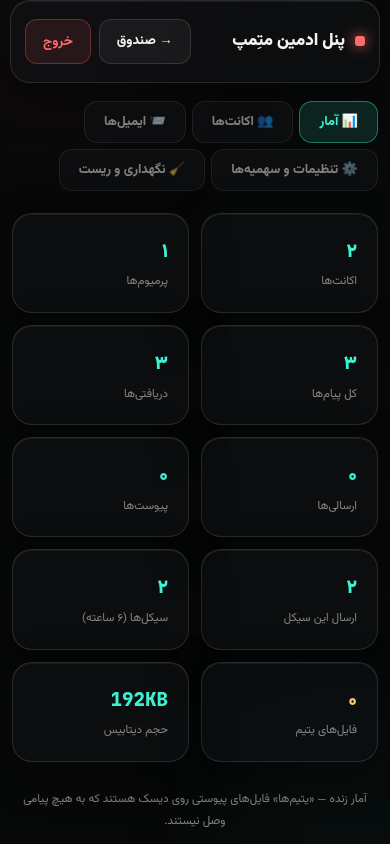 پنل ادمین متمپ
→ صندوق
خروج
📊 آمار
👥 اکانت‌ها
📨 ایمیل‌ها
⚙️ تنظیمات و سهمیه‌ها
🧹 نگهداری و ریست
۲
اکانت‌ها
۱
پرمیوم‌ها
۳
کل پیام‌ها
۳
دریافتی‌ها
۰
ارسالی‌ها
۰
پیوست‌ها
۲
ارسال این سیکل
۲
سیکل‌ها (۶ ساعته)
۰
فایل‌های یتیم
192KB
حجم دیتابیس
آمار زنده — «یتیم‌ها» فایل‌های پیوستی روی دیسک هستند که به هیچ پیامی
وصل نیستند.